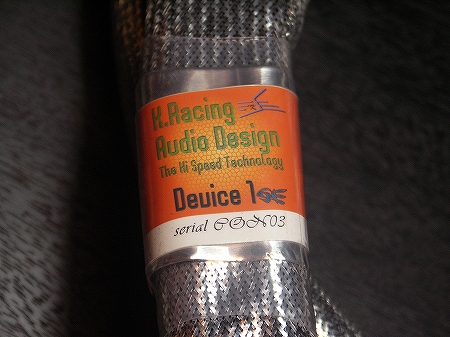 K.Racing
Audio Design
The Hi Speed Technology
Device 1
serial CON03